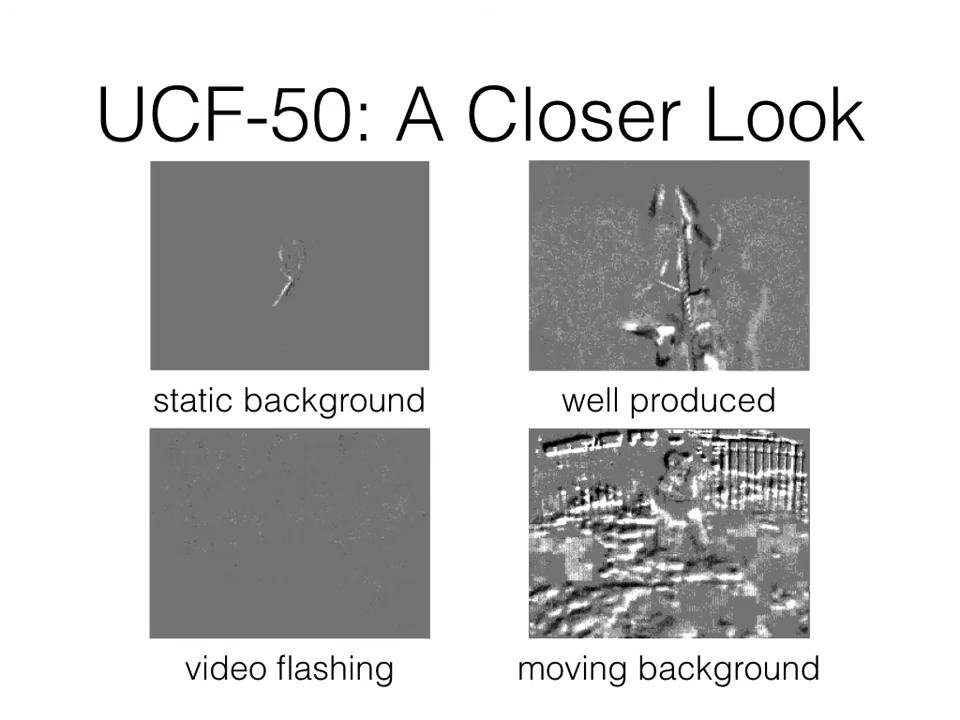 UCF-50: A Closer Look
static background
well produced
video flashing
moving background